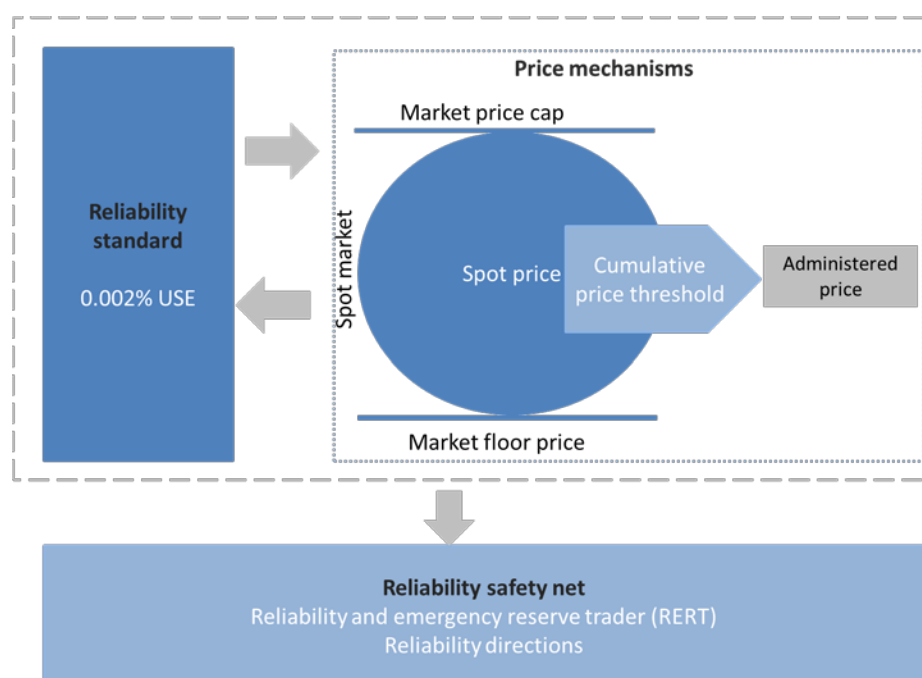 Price mechanisms
Market price cap
Reliability
standard
0.002% USE
Spot market
Spot price
Cumulative
price threshold
Administered
price
Market floor price
Reliability safety net
Reliability and emergency reserve trader (RERT)
Reliability directions